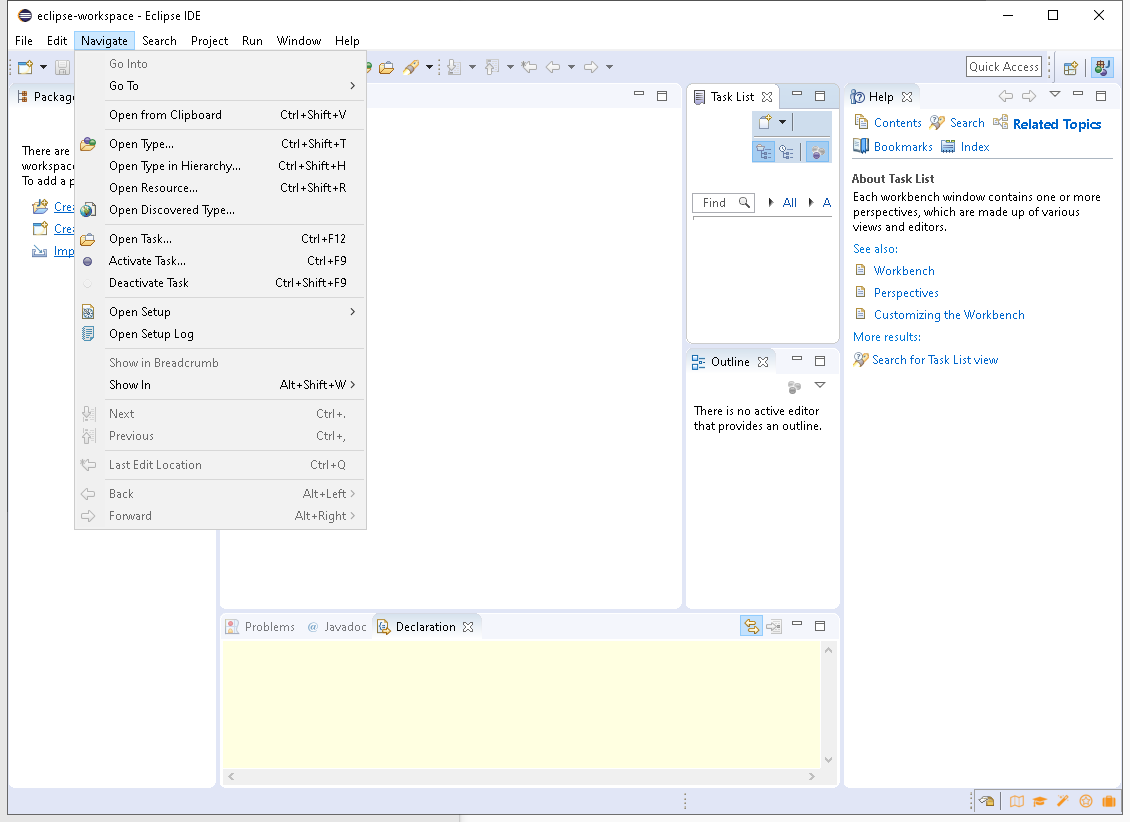 eclipse-workspace - Eclipse IDE
File Edit Navigate Search Project Run Window Help
Quick Access
Go Into
Go To
Open from Clipboard Ctrl+Shift+V
Open Type... Ctrl+Shift+T
Open Type in Hierarchy... Ctrl+Shift+H
Open Resource... Ctrl+Shift+R
Open Discovered Type...
Open Task... Ctrl+F12
Activate Task... Ctrl+F9
Deactivate Task Ctrl+Shift+F9
Open Setup
Open Setup Log
Show in Breadcrumb
Show In Alt+Shift+W
Next Ctrl+.
Previous Ctrl+,
Last Edit Location Ctrl+Q
Back Alt+Left
Forward Alt+Right
Packag
There are
workspac
To add a p
Crea
Crea
Imp
Task List
Find All A
Outline
There is no active editor
that provides an outline.
Help
Contents Search Related Topics
Bookmarks Index
About Task List
Each workbench window contains one or more
perspectives, which are made up of various
views and editors.
See also:
Workbench
Perspectives
Customizing the Workbench
More results:
Search for Task List view
Problems @ Javadoc Declaration